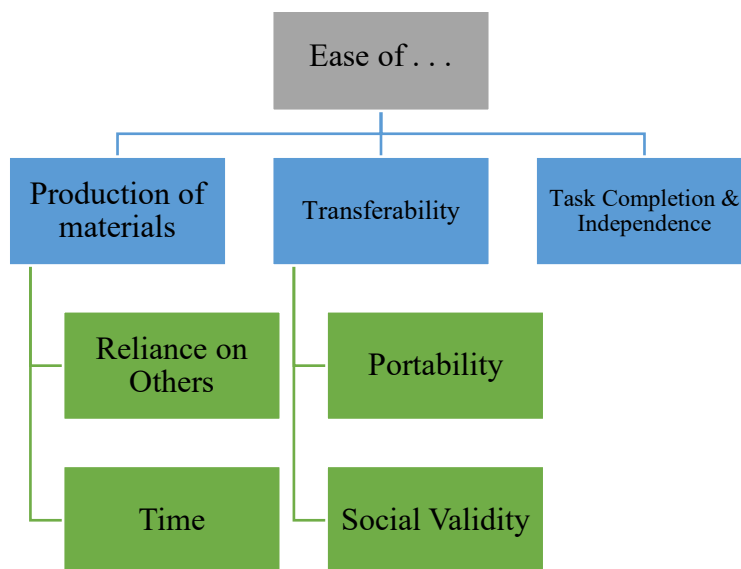 Ease of . . .
Production of
materials
Transferability
Task Completion &
Independence
Reliance on
Others
Portability
Time
Social Validity